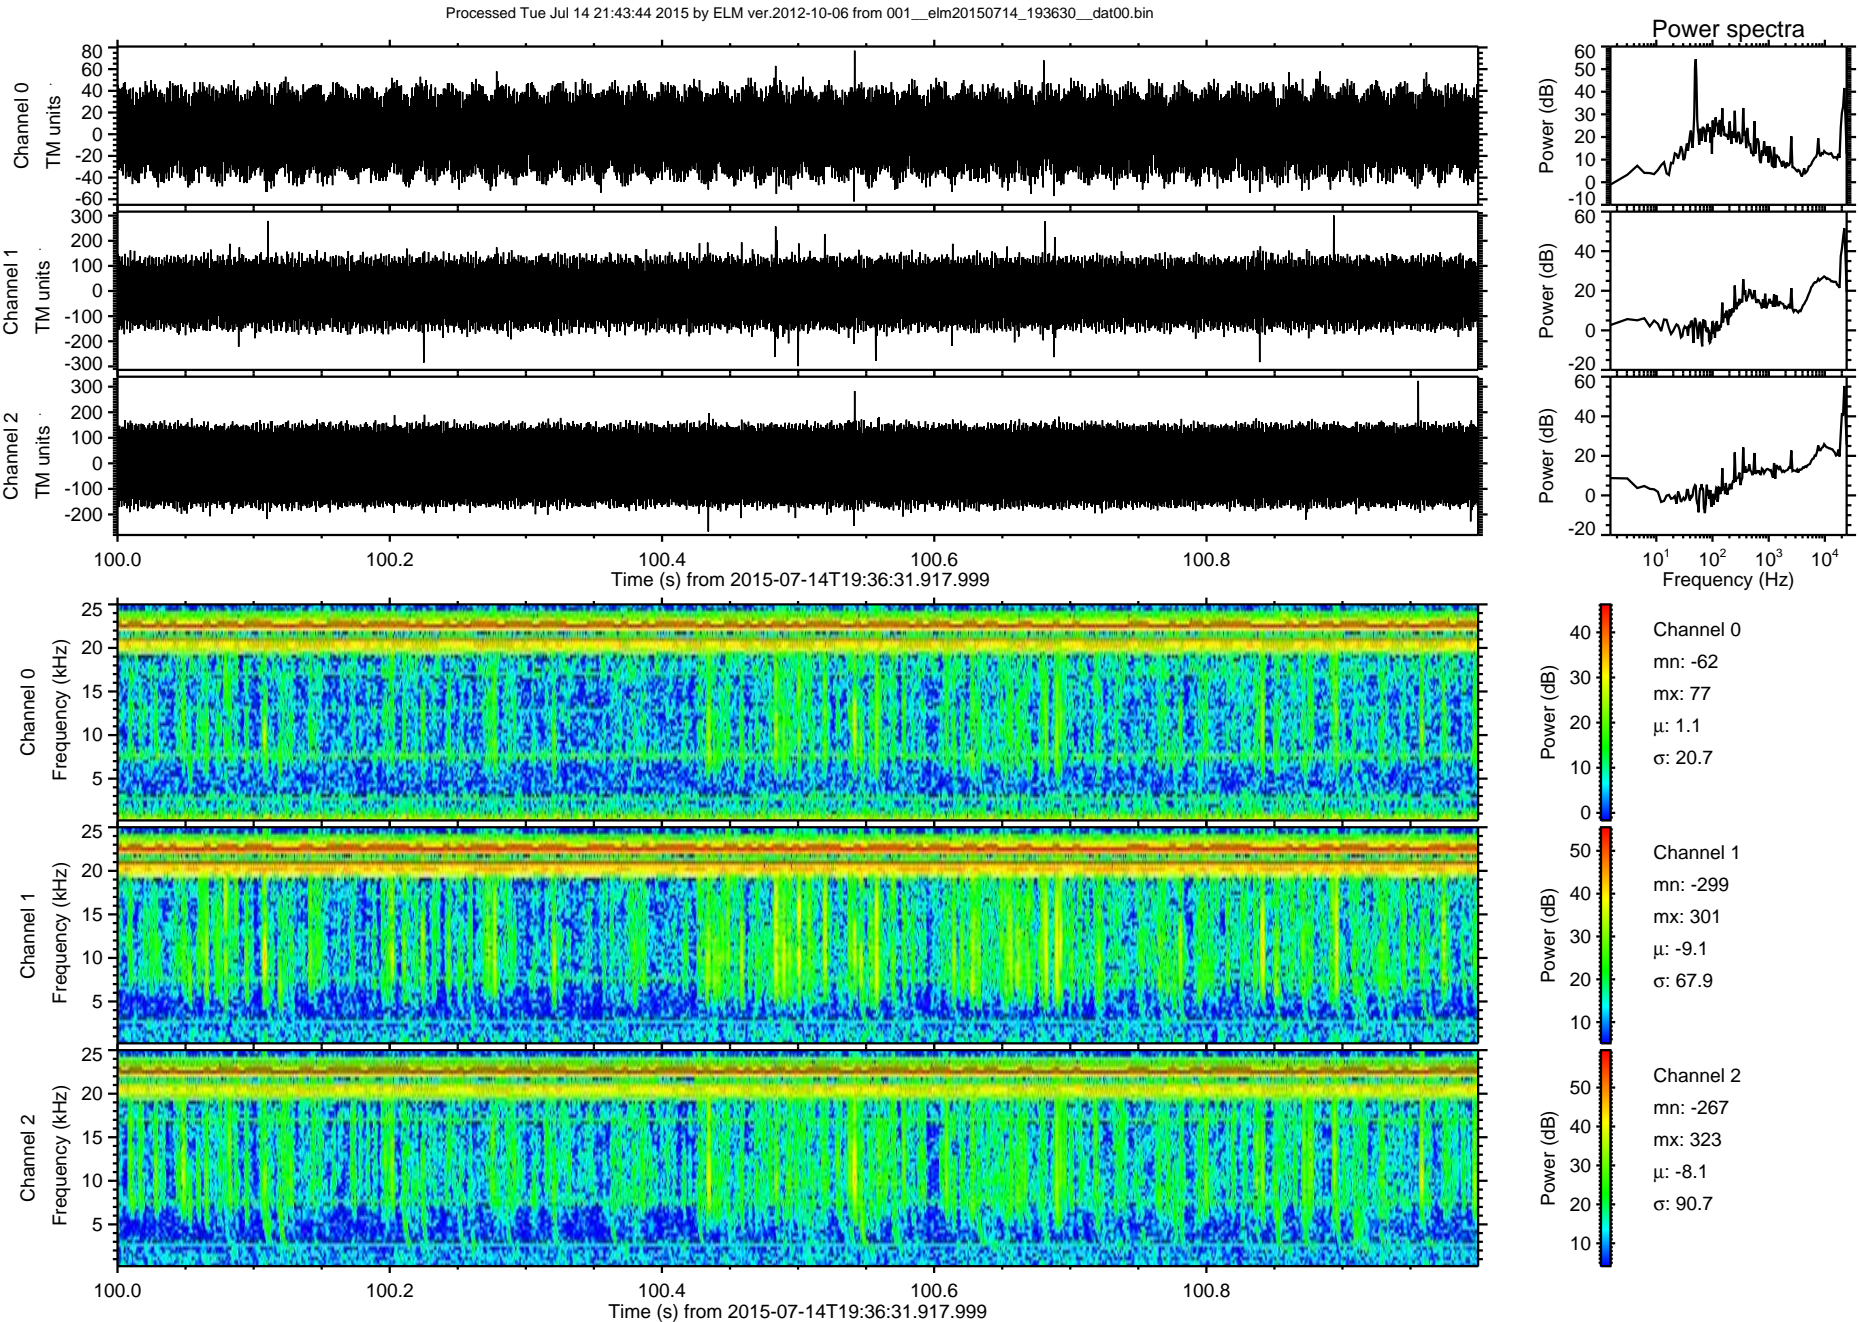 Processed Tue Jul 14 21:43:44 2015 by ELM ver.2012-10-06 from 001__elm20150714_193630__dat00.bin
Power spectra
Channel 0
TM units
80
60
40
20
0
-20
-40
-60
Power (dB)
60
50
40
30
20
10
0
-10
Channel 1
TM units
300
200
100
0
-100
-200
-300
Power (dB)
60
40
20
0
-20
Channel 2
TM units
300
200
100
0
-100
-200
Power (dB)
60
40
20
0
-20
100.0 100.2 100.4 100.6 100.8
Time (s) from 2015-07-14T19:36:31.917.999
10^1 10^2 10^3 10^4
Frequency (Hz)
Channel 0
Frequency (kHz)
25
20
15
10
5
Power (dB)
40
30
20
10
0
Channel 0
mn: -62
mx: 77
μ: 1.1
σ: 20.7
Channel 1
Frequency (kHz)
25
20
15
10
5
Power (dB)
50
40
30
20
10
Channel 1
mn: -299
mx: 301
μ: -9.1
σ: 67.9
Channel 2
Frequency (kHz)
25
20
15
10
5
Power (dB)
50
40
30
20
10
Channel 2
mn: -267
mx: 323
μ: -8.1
σ: 90.7
100.0 100.2 100.4 100.6 100.8
Time (s) from 2015-07-14T19:36:31.917.999